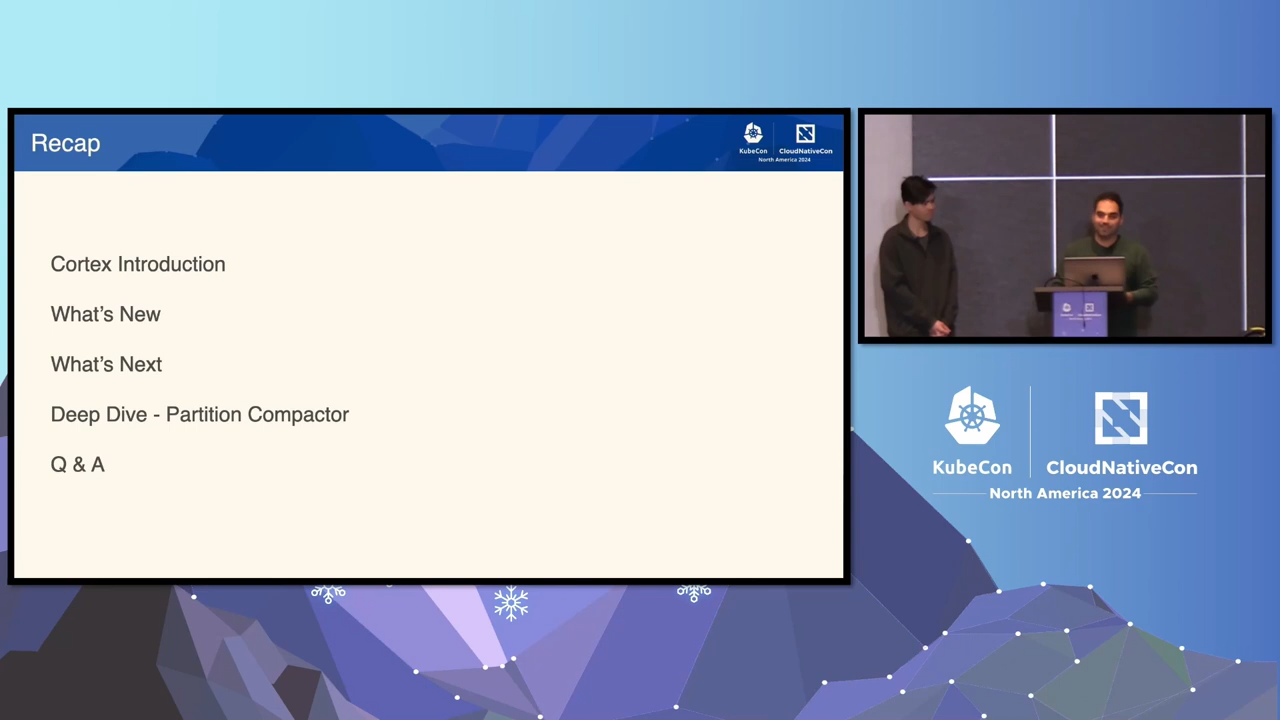 Recap
KubeCon
CloudNativeCon
North America 2024
Cortex Introduction
What's New
What's Next
Deep Dive - Partition Compactor
Q & A
KubeCon
CloudNativeCon
North America 2024